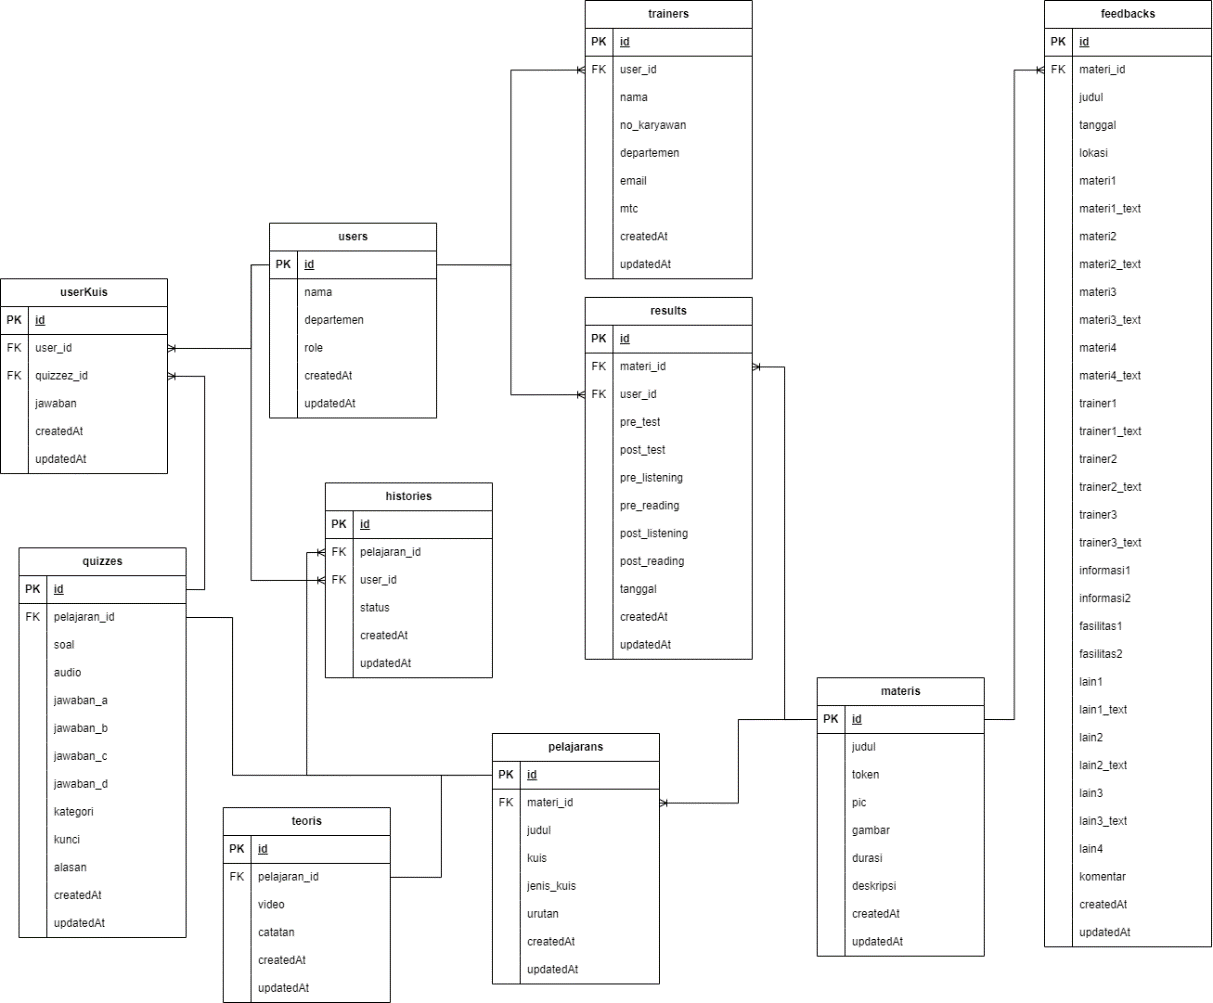 trainers
PK id
FK user_id
nama
no_karyawan
departemen
email
mtc
createdAt
updatedAt
feedbacks
PK id
FK materi_id
judul
tanggal
lokasi
materi1
materi1_text
materi2
materi2_text
materi3
materi3_text
materi4
materi4_text
trainer1
trainer1_text
trainer2
trainer2_text
trainer3
trainer3_text
informasi1
informasi2
fasilitas1
fasilitas2
lain1
lain1_text
lain2
lain2_text
lain3
lain3_text
lain4
komentar
createdAt
updatedAt
users
PK id
nama
departemen
role
createdAt
updatedAt
userKuis
PK id
FK user_id
FK quizzez_id
jawaban
createdAt
updatedAt
results
PK id
FK materi_id
FK user_id
pre_test
post_test
pre_listening
pre_reading
post_listening
post_reading
tanggal
createdAt
updatedAt
histories
PK id
FK pelajaran_id
FK user_id
status
createdAt
updatedAt
quizzes
PK id
FK pelajaran_id
soal
audio
jawaban_a
jawaban_b
jawaban_c
jawaban_d
kategori
kunci
alasan
createdAt
updatedAt
teoris
PK id
FK pelajaran_id
video
catatan
createdAt
updatedAt
pelajarans
PK id
FK materi_id
judul
kuis
jenis_kuis
urutan
createdAt
updatedAt
materis
PK id
judul
token
pic
gambar
durasi
deskripsi
createdAt
updatedAt